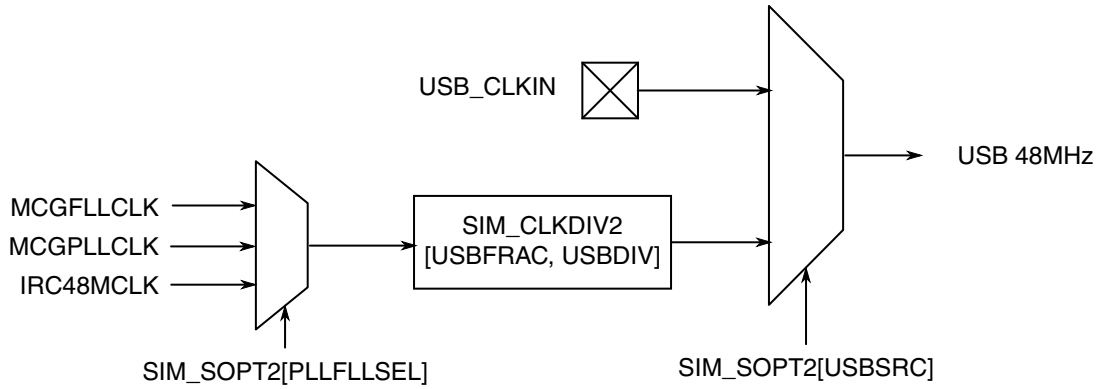 USB_CLKIN
USB 48MHz
MCGFLLCLK
MCGPLLCLK
IRC48MCLK
SIM_CLKDIV2
[USBFRAC, USBDIV]
SIM_SOPT2[PLLFLLSEL]
SIM_SOPT2[USBSRC]